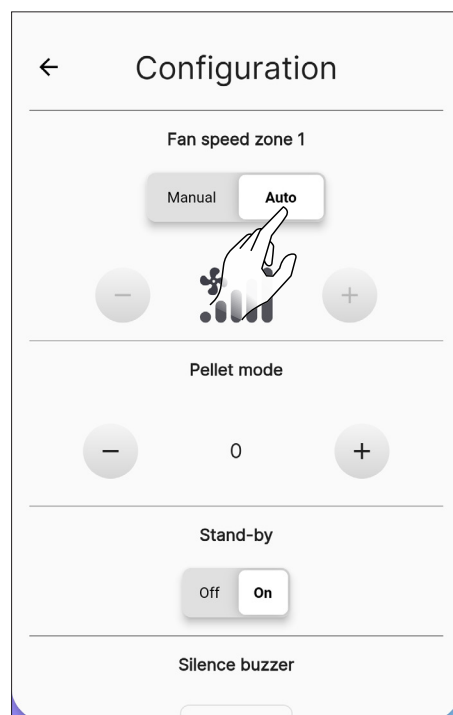 Configuration
Fan speed zone 1
Manual Auto
Pellet mode
− 0 +
Stand-by
Off On
Silence buzzer